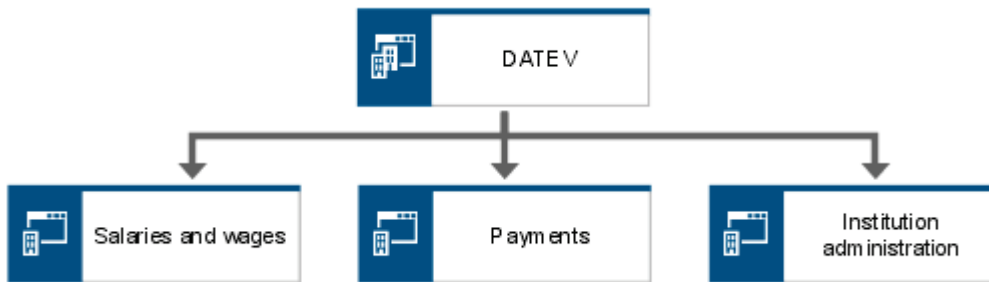 DATEV
Salaries and wages
Payments
Institution
administration